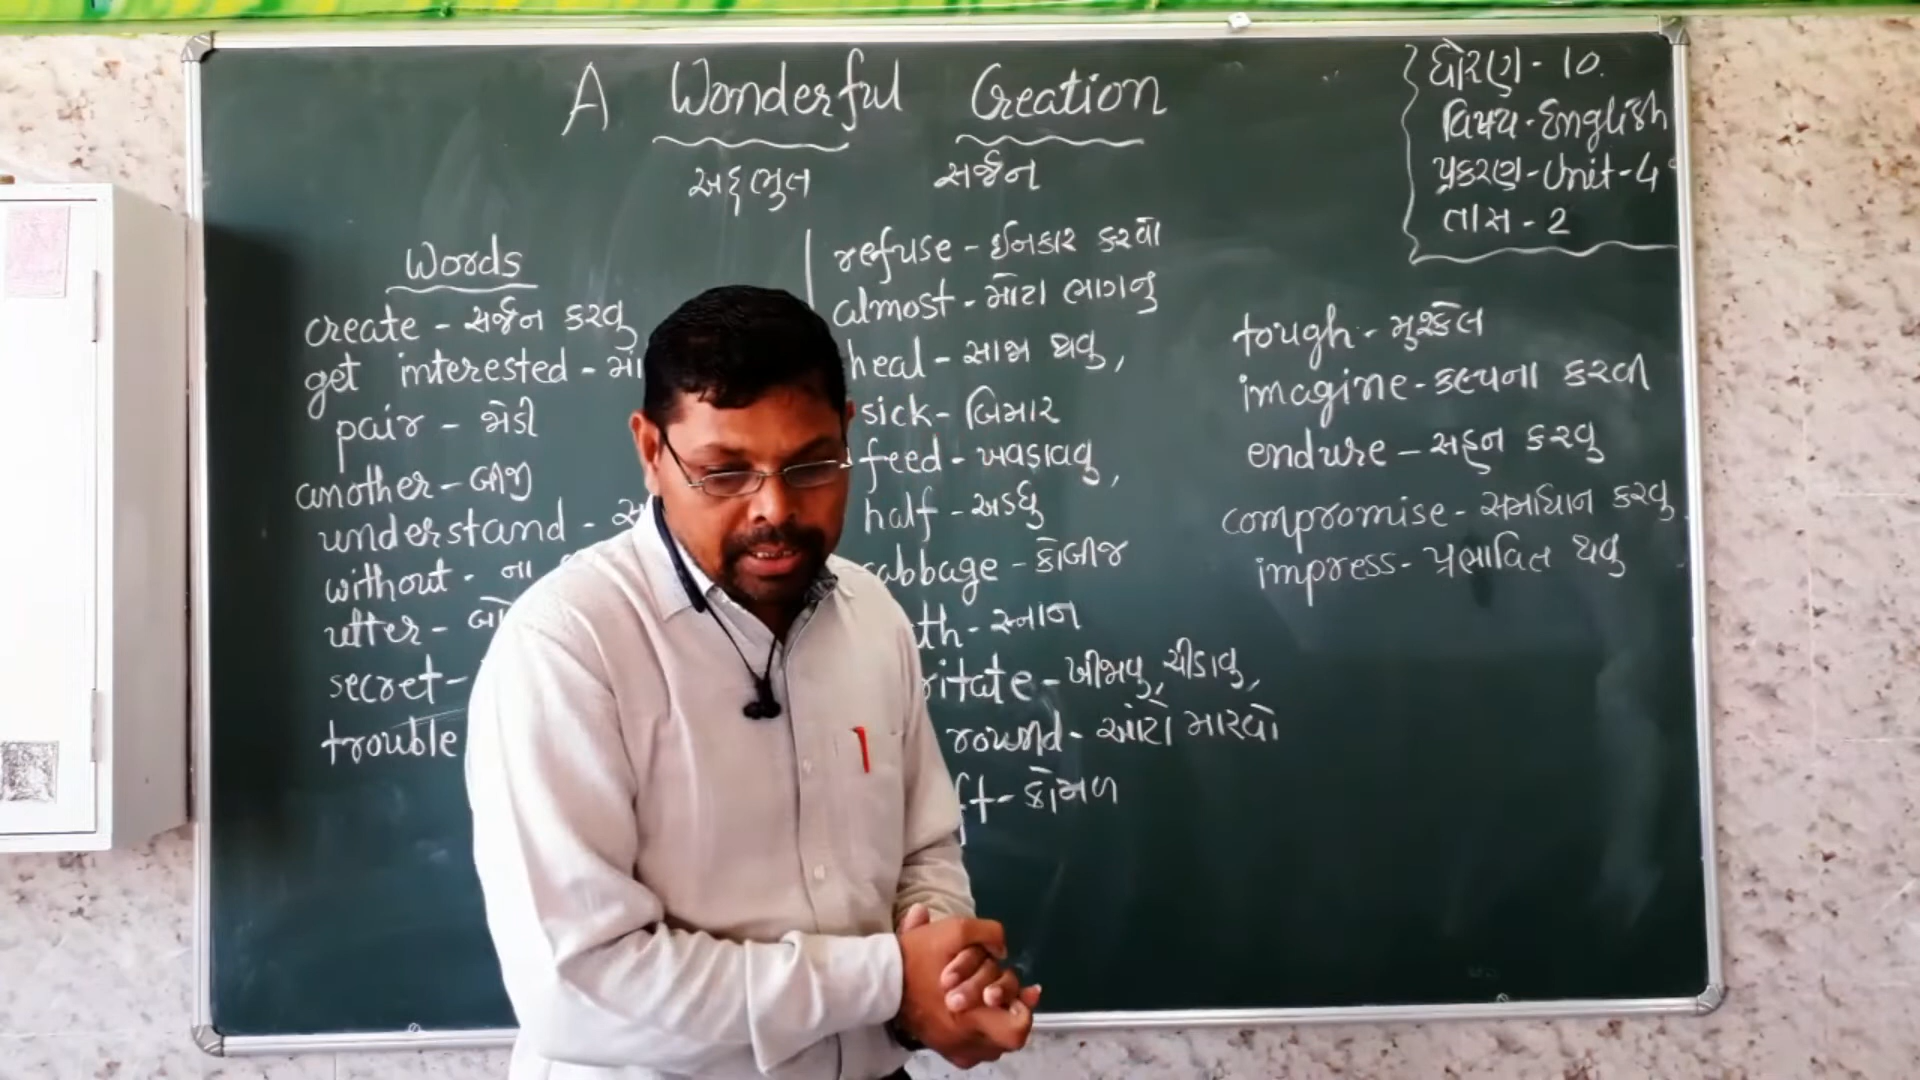 A Wonderful Creation
અદ્ભુત સર્જન
ધોરણ - 10.
વિષય - English
પ્રકરણ - Unit - 4
તાસ - 2
Words
create - સર્જન કરવુ
get interested - મા
pair - જોડી
another - બીજી
understand - સ
without - ના
utter - બો
secret -
trouble
refuse - ઈનકાર કરવો
almost - મોટા ભાગનુ
heal - સાજા થવુ,
sick - બિમાર
feed - ખવડાવવુ,
half - અડધુ
cabbage - કોબીજ
th - સ્નાન
ritate - ખીજાવુ, ચીડાવુ,
round - આંટો મારવો
ft - કોમળ
tough - મુશ્કેલ
imagine - કલ્પના કરવી
endure - સહન કરવુ
compromise - સમાધાન કરવુ
impress - પ્રભાવિત થવુ